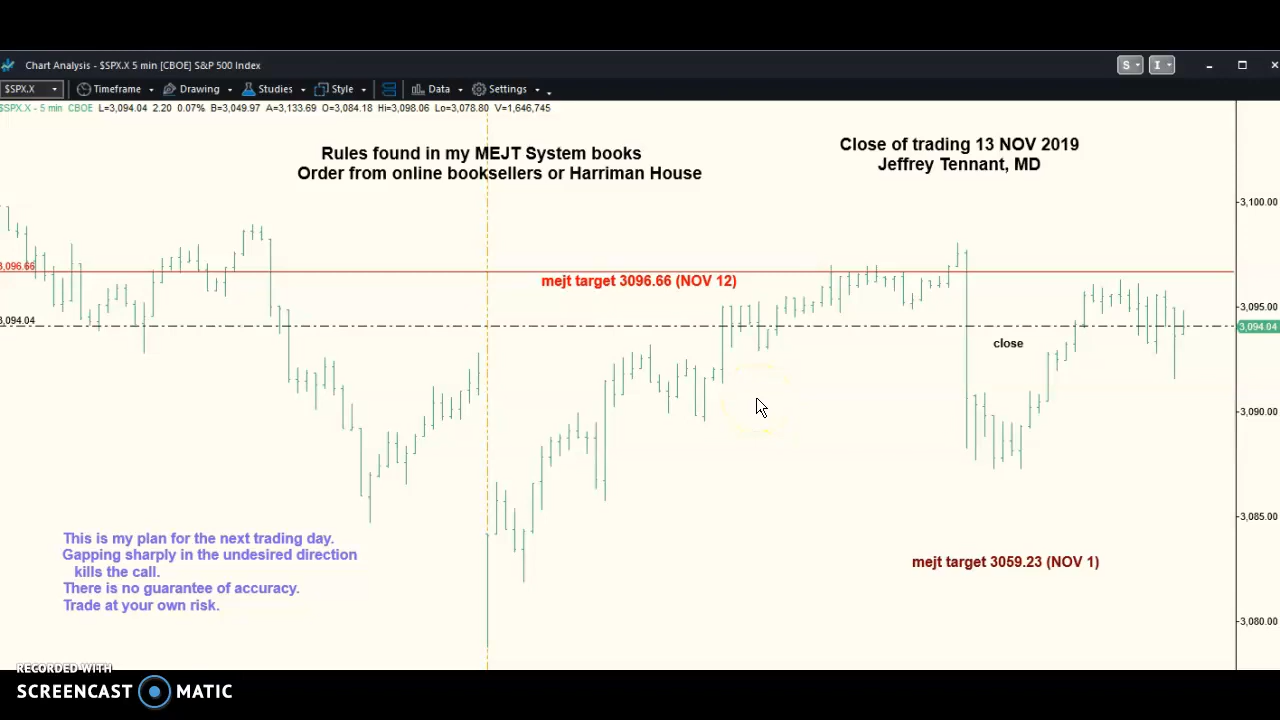 Chart Analysis - $SPX.X 5 min [CBOE] S&P 500 Index
S
I
$SPX.X
Timeframe
Drawing
Studies
Style
Data
Settings
$SPX.X - 5 min CBOE L=3,094.04 2.20 0.07% B=3,049.97 A=3,133.69 O=3,084.18 Hi=3,098.06 Lo=3,078.80 V=1,646,745
Rules found in my MEJT System books
Order from online booksellers or Harriman House
Close of trading 13 NOV 2019
Jeffrey Tennant, MD
3,100.00
3,096.66
mejt target 3096.66 (NOV 12)
3,095.00
3,094.04
3,094.04
close
3,090.00
3,085.00
This is my plan for the next trading day.
Gapping sharply in the undesired direction
kills the call.
There is no guarantee of accuracy.
Trade at your own risk.
mejt target 3059.23 (NOV 1)
3,080.00
RECORDED WITH
SCREENCAST MATIC